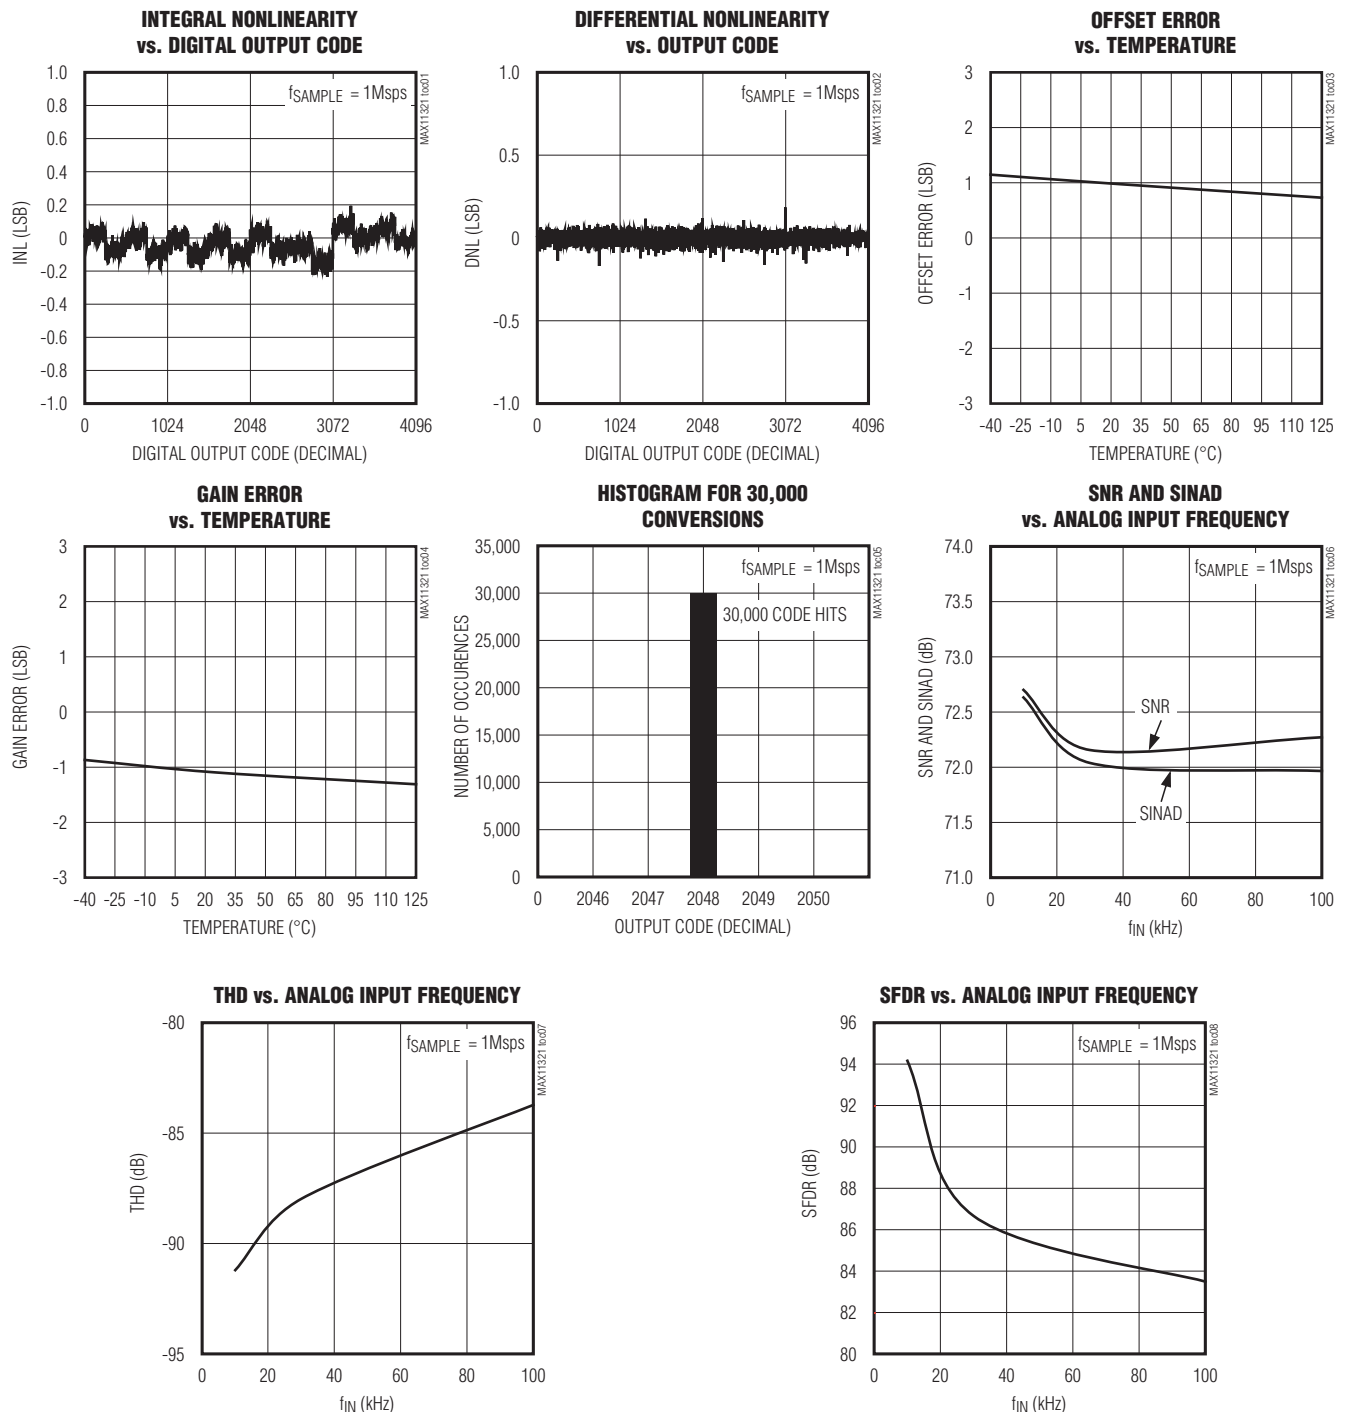 INTEGRAL NONLINEARITY
vs. DIGITAL OUTPUT CODE
1.0
0.8
0.6
0.4
0.2
0
-0.2
-0.4
-0.6
-0.8
-1.0
INL (LSB)
fSAMPLE = 1Msps
MAX11321 toc01
0 1024 2048 3072 4096
DIGITAL OUTPUT CODE (DECIMAL)
DIFFERENTIAL NONLINEARITY
vs. OUTPUT CODE
1.0
0.5
0
-0.5
-1.0
DNL (LSB)
fSAMPLE = 1Msps
MAX11321 toc02
0 1024 2048 3072 4096
DIGITAL OUTPUT CODE (DECIMAL)
OFFSET ERROR
vs. TEMPERATURE
3
2
1
0
-1
-2
-3
OFFSET ERROR (LSB)
MAX11321 toc03
-40 -25 -10 5 20 35 50 65 80 95 110 125
TEMPERATURE (°C)
GAIN ERROR
vs. TEMPERATURE
3
2
1
0
-1
-2
-3
GAIN ERROR (LSB)
MAX11321 toc04
-40 -25 -10 5 20 35 50 65 80 95 110 125
TEMPERATURE (°C)
HISTOGRAM FOR 30,000
CONVERSIONS
35,000
30,000
25,000
20,000
15,000
10,000
5,000
0
NUMBER OF OCCURENCES
fSAMPLE = 1Msps
30,000 CODE HITS
MAX11321 toc05
0 2046 2047 2048 2049 2050
OUTPUT CODE (DECIMAL)
SNR AND SINAD
vs. ANALOG INPUT FREQUENCY
74.0
73.5
73.0
72.5
72.0
71.5
71.0
SNR AND SINAD (dB)
fSAMPLE = 1Msps
SNR
SINAD
MAX11321 toc06
0 20 40 60 80 100
fIN (kHz)
THD vs. ANALOG INPUT FREQUENCY
-80
-85
-90
-95
THD (dB)
fSAMPLE = 1Msps
MAX11321 toc07
0 20 40 60 80 100
fIN (kHz)
SFDR vs. ANALOG INPUT FREQUENCY
96
94
92
90
88
86
84
82
80
SFDR (dB)
fSAMPLE = 1Msps
MAX11321 toc08
0 20 40 60 80 100
fIN (kHz)